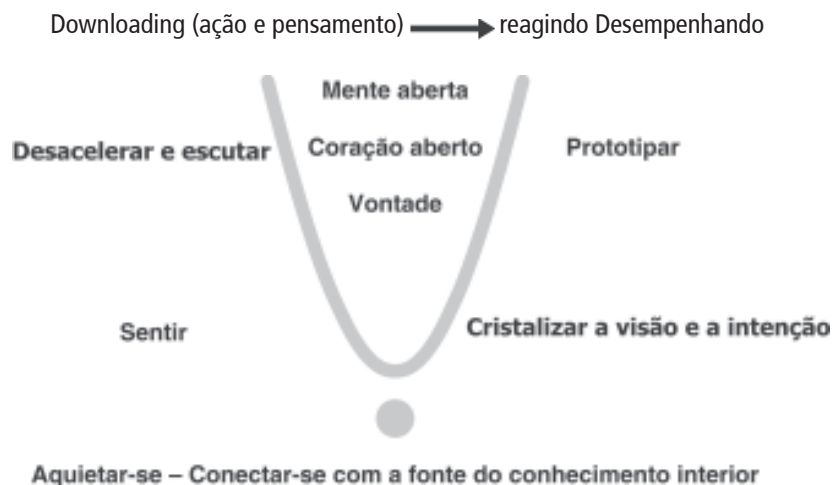 Downloading (ação e pensamento) reagindo Desempenhando
Mente aberta
Desacelerar e escutar Coração aberto Prototipar
Vontade
Sentir Cristalizar a visão e a intenção
Aquietar-se – Conectar-se com a fonte do conhecimento interior